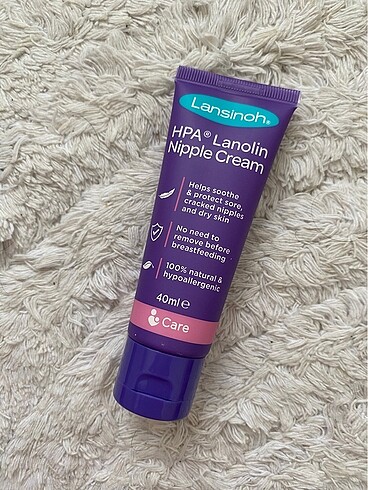 Lansinoh®
HPA® Lanolin
Nipple Cream
Helps soothe
& protect sore,
cracked nipples
and dry skin
No need to
remove before
breastfeeding
100% natural &
hypoallergenic
40ml ℮
Care